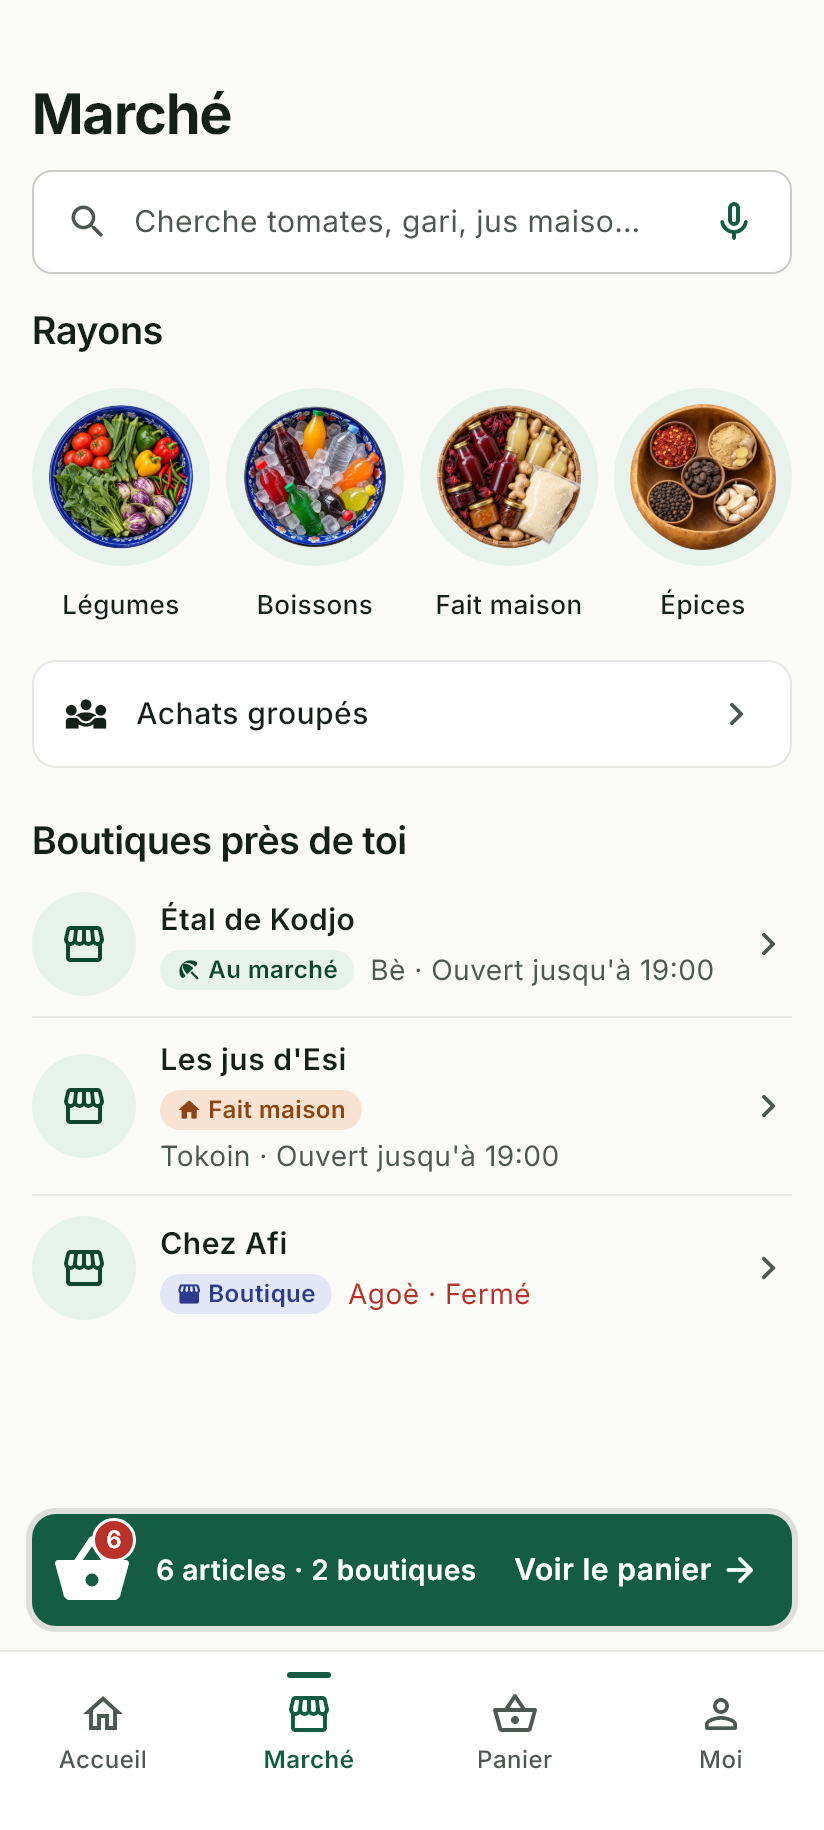 Marché
Cherche tomates, gari, jus maiso...
Rayons
Légumes
Boissons
Fait maison
Épices
Achats groupés
Boutiques près de toi
Étal de Kodjo
Au marché Bè · Ouvert jusqu'à 19:00
Les jus d'Esi
Fait maison
Tokoin · Ouvert jusqu'à 19:00
Chez Afi
Boutique Agoè · Fermé
6
6 articles · 2 boutiques Voir le panier →
Accueil
Marché
Panier
Moi